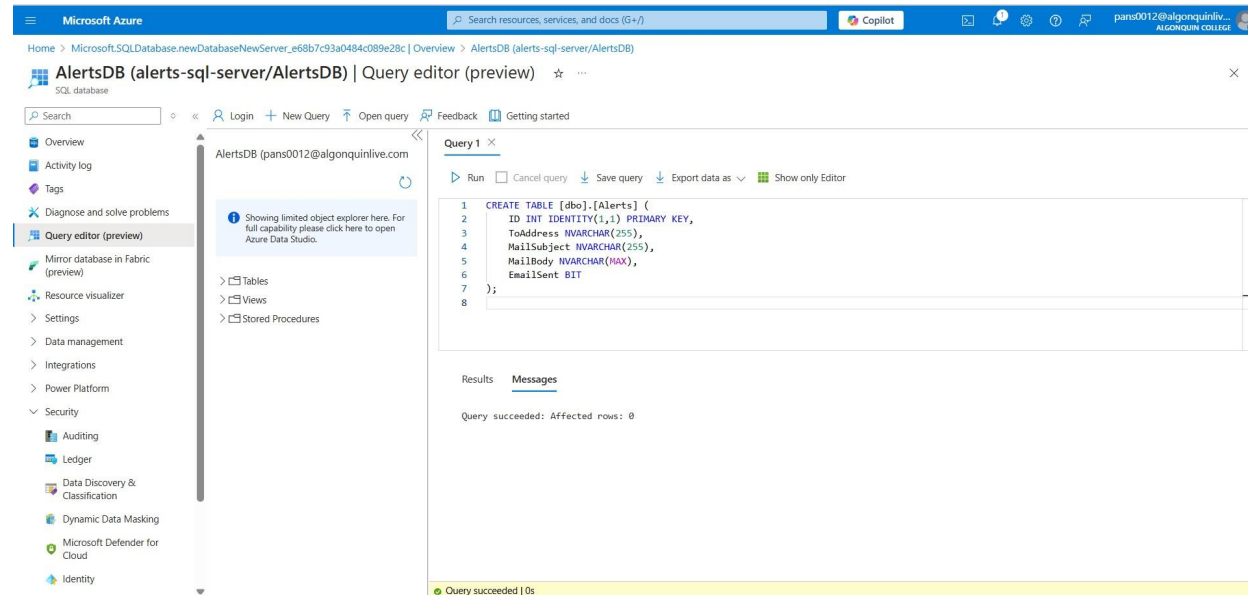 Microsoft Azure
Search resources, services, and docs (G+/)
Copilot
1
pans0012@algonquinliv...
ALGONQUIN COLLEGE
Home > Microsoft.SQLDatabase.newDatabaseNewServer_e68b7c93a0484c089e28c | Overview > AlertsDB (alerts-sql-server/AlertsDB)
AlertsDB (alerts-sql-server/AlertsDB) | Query editor (preview)
SQL database
Search
Login
New Query
Open query
Feedback
Getting started
Overview
Activity log
Tags
Diagnose and solve problems
Query editor (preview)
Mirror database in Fabric
(preview)
Resource visualizer
Settings
Data management
Integrations
Power Platform
Security
Auditing
Ledger
Data Discovery &
Classification
Dynamic Data Masking
Microsoft Defender for
Cloud
Identity
AlertsDB (pans0012@algonquinlive.com
Showing limited object explorer here. For
full capability please click here to open
Azure Data Studio.
Tables
Views
Stored Procedures
Query 1
Run
Cancel query
Save query
Export data as
Show only Editor
1 CREATE TABLE [dbo].[Alerts] (
2 ID INT IDENTITY(1,1) PRIMARY KEY,
3 ToAddress NVARCHAR(255),
4 MailSubject NVARCHAR(255),
5 MailBody NVARCHAR(MAX),
6 EmailSent BIT
7 );
8
Results
Messages
Query succeeded: Affected rows: 0
Query succeeded | 0s